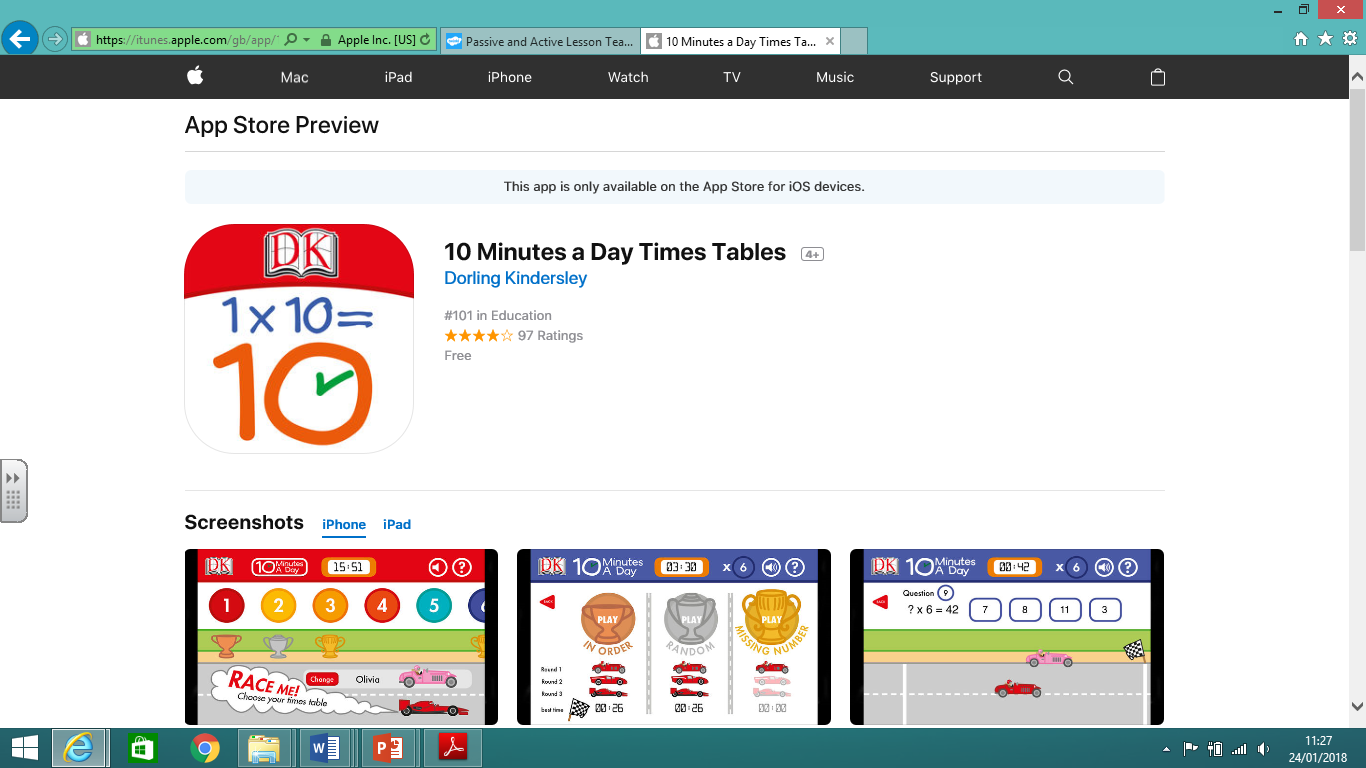 https://itunes.apple.com/gb/app/
Apple Inc. [US]
Passive and Active Lesson Tea...
10 Minutes a Day Times Ta...
Mac
iPad
iPhone
Watch
TV
Music
Support
App Store Preview
This app is only available on the App Store for iOS devices.
DK
1 x 10 =
10
10 Minutes a Day Times Tables 4+
Dorling Kindersley
#101 in Education
97 Ratings
Free
Screenshots iPhone iPad
DK 10 Minutes A Day 15:51 ?
1 2 3 4 5 6
RACE ME! Change Olivia
Choose your times table
DK 10 Minutes A Day 03:30 x 6 ?
PLAY IN ORDER
PLAY RANDOM
PLAY MISSING NUMBER
Round 1
Round 2
Round 3
best time 00:26 00:26 00:00
DK 10 Minutes A Day 00:42 x 6 ?
Question 9
? x 6 = 42 7 8 11 3
11:27
24/01/2018